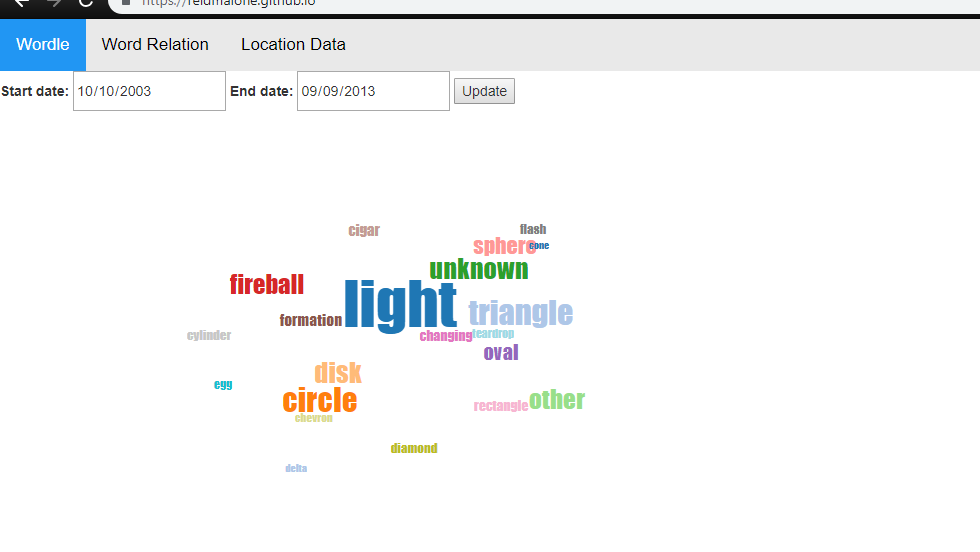 https://reidmalone.github.io
Wordle Word Relation Location Data
Start date: 10/10/2003 End date: 09/09/2013 Update
cigar
flash
sphere
cone
unknown
fireball
light
triangle
formation
cylinder
changing
teardrop
oval
disk
egg
circle
other
rectangle
chevron
diamond
delta